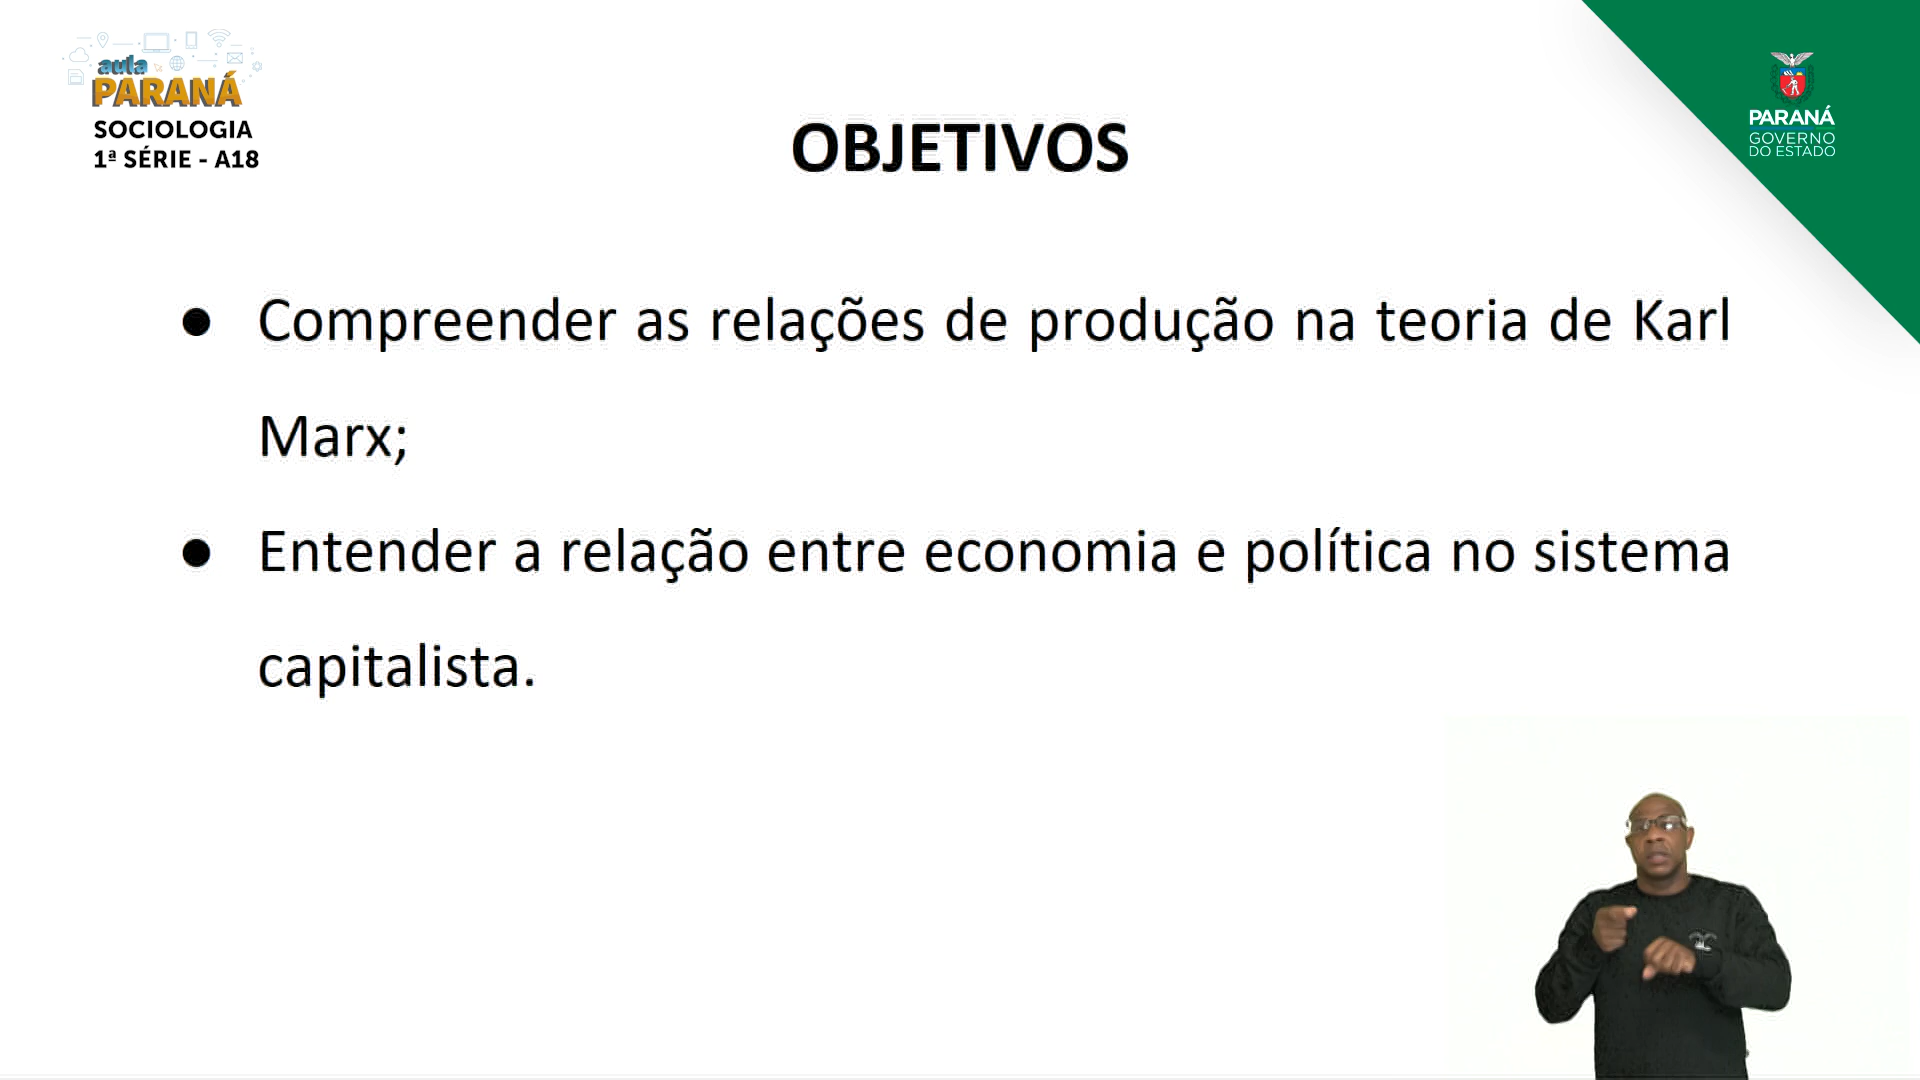 aula
PARANÁ
SOCIOLOGIA
1ª SÉRIE - A18
PARANÁ
GOVERNO
DO ESTADO
OBJETIVOS
● Compreender as relações de produção na teoria de Karl
Marx;
● Entender a relação entre economia e política no sistema
capitalista.